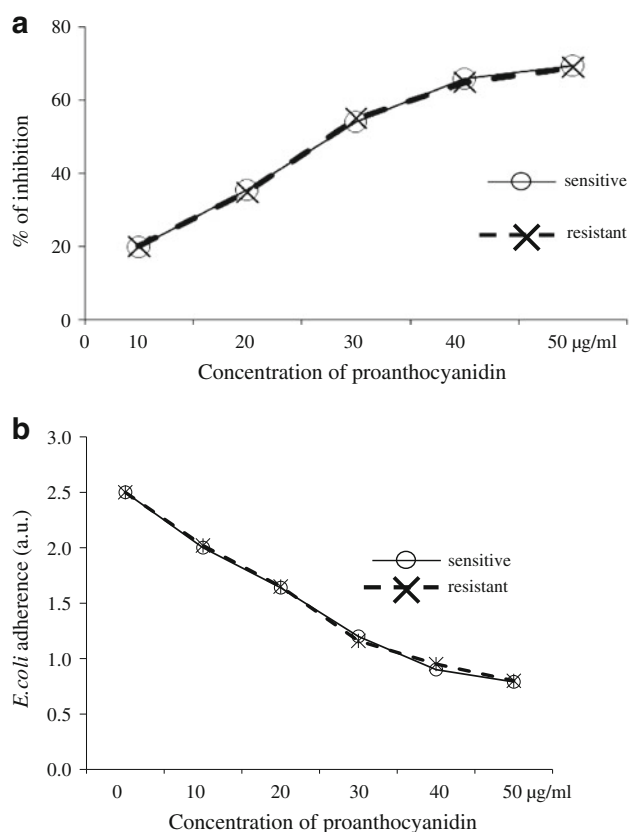 a
80
60
40
20
0
% of inhibition
sensitive
resistant
0 10 20 30 40 50 µg/ml
Concentration of proanthocyanidin
b
3.0
2.5
2.0
1.5
1.0
0.5
0.0
E.coli adherence (a.u.)
sensitive
resistant
0 10 20 30 40 50 µg/ml
Concentration of proanthocyanidin